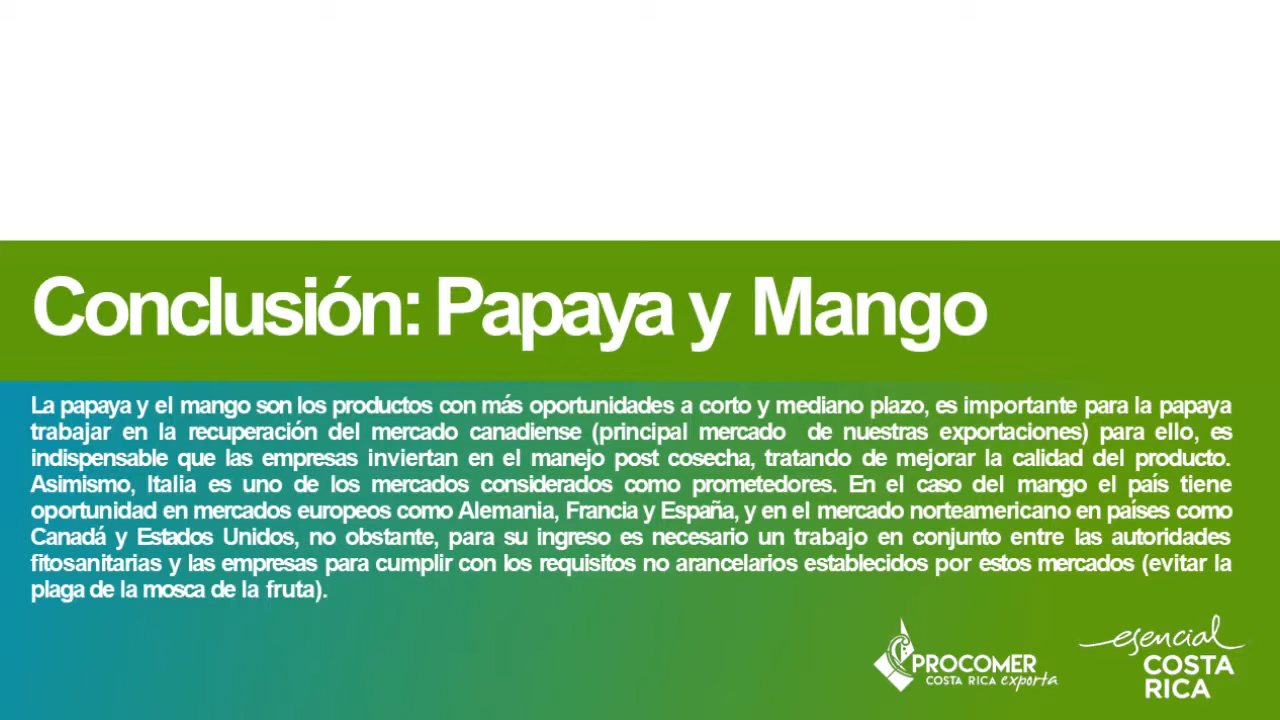 Conclusión: Papaya y Mango
La papaya y el mango son los productos con más oportunidades a corto y mediano plazo, es importante para la papaya
trabajar en la recuperación del mercado canadiense (principal mercado de nuestras exportaciones) para ello, es
indispensable que las empresas inviertan en el manejo post cosecha, tratando de mejorar la calidad del producto.
Asimismo, Italia es uno de los mercados considerados como prometedores. En el caso del mango el país tiene
oportunidad en mercados europeos como Alemania, Francia y España, y en el mercado norteamericano en países como
Canadá y Estados Unidos, no obstante, para su ingreso es necesario un trabajo en conjunto entre las autoridades
fitosanitarias y las empresas para cumplir con los requisitos no arancelarios establecidos por estos mercados (evitar la
plaga de la mosca de la fruta).
PROCOMER
COSTA RICA exporta
esencial
COSTA
RICA